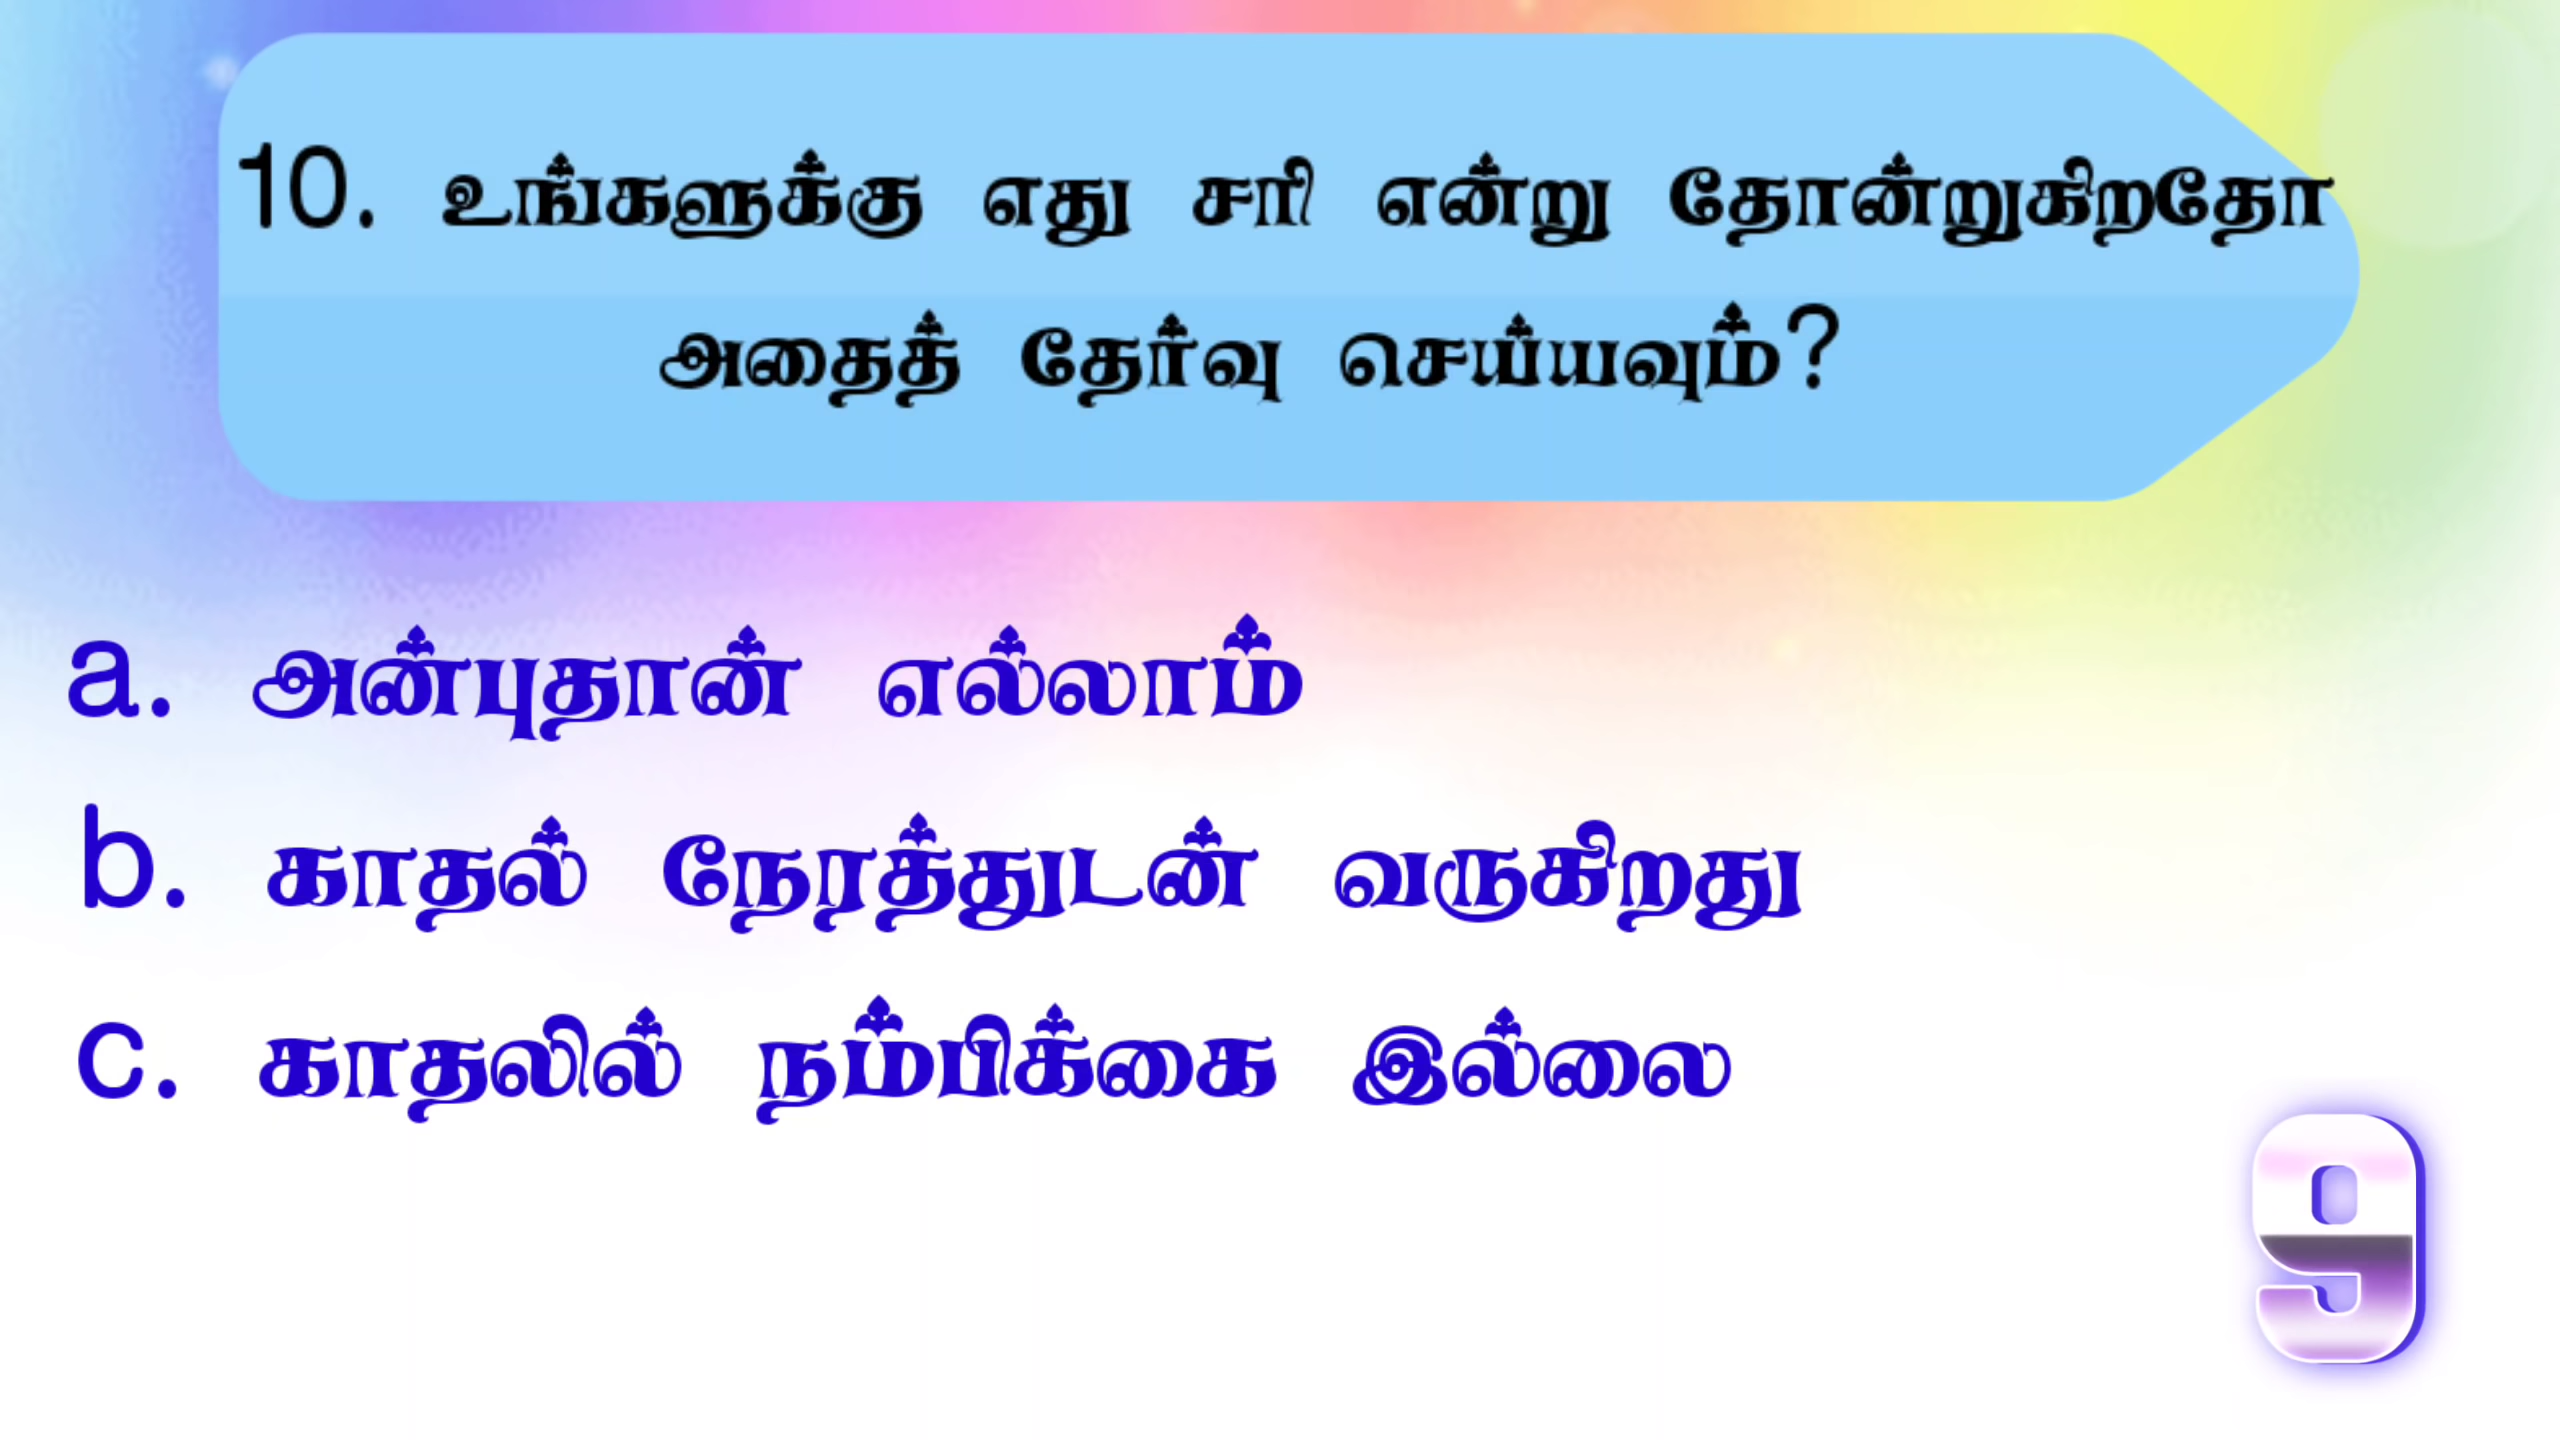 10. உங்களுக்கு எது சரி என்று தோன்றுகிறதோ
அதைத் தேர்வு செய்யவும்?
a. அன்புதான் எல்லாம்
b. காதல் நேரத்துடன் வருகிறது
c. காதலில் நம்பிக்கை இல்லை
9